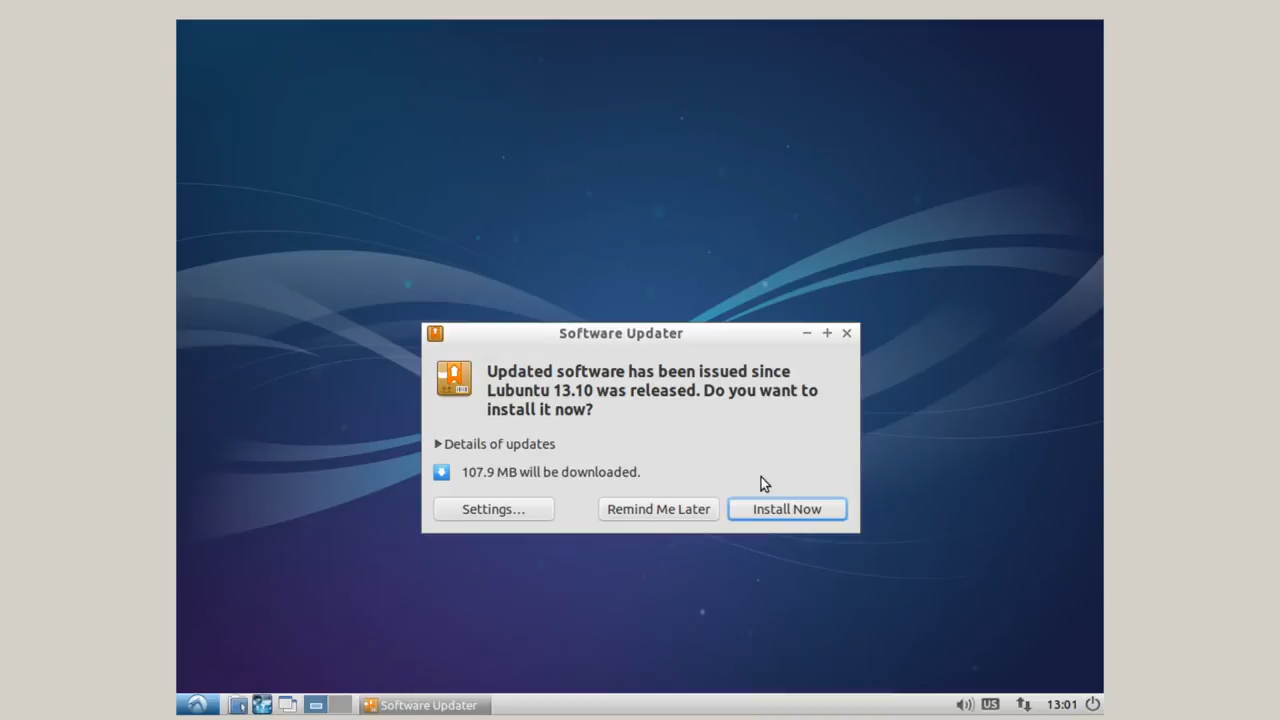 Software Updater
Updated software has been issued since
Lubuntu 13.10 was released. Do you want to
install it now?
Details of updates
107.9 MB will be downloaded.
Settings...
Remind Me Later
Install Now
Software Updater
US
13:01